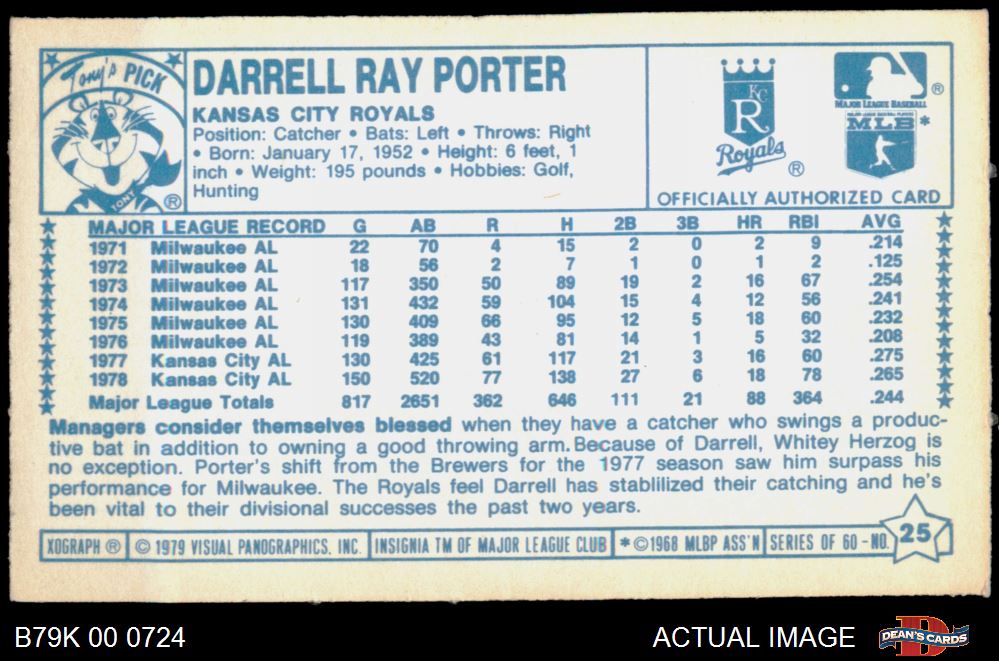 Tony's PICK
TONY
®
DARRELL RAY PORTER
KANSAS CITY ROYALS
Position: Catcher • Bats: Left • Throws: Right
• Born: January 17, 1952 • Height: 6 feet, 1
inch • Weight: 195 pounds • Hobbies: Golf,
Hunting
KC
R
Royals ®
®
MAJOR LEAGUE BASEBALL
MAJOR LEAGUE BASEBALL PLAYERS
MLB *
OFFICIALLY AUTHORIZED CARD
MAJOR LEAGUE RECORD G AB R H 2B 3B HR RBI AVG
1971 Milwaukee AL 22 70 4 15 2 0 2 9 .214
1972 Milwaukee AL 18 56 2 7 1 0 1 2 .125
1973 Milwaukee AL 117 350 50 89 19 2 16 67 .254
1974 Milwaukee AL 131 432 59 104 15 4 12 56 .241
1975 Milwaukee AL 130 409 66 95 12 5 18 60 .232
1976 Milwaukee AL 119 389 43 81 14 1 5 32 .208
1977 Kansas City AL 130 425 61 117 21 3 16 60 .275
1978 Kansas City AL 150 520 77 138 27 6 18 78 .265
Major League Totals 817 2651 362 646 111 21 88 364 .244
Managers consider themselves blessed when they have a catcher who swings a produc-
tive bat in addition to owning a good throwing arm. Because of Darrell, Whitey Herzog is
no exception. Porter's shift from the Brewers for the 1977 season saw him surpass his
performance for Milwaukee. The Royals feel Darrell has stablilized their catching and he's
been vital to their divisional successes the past two years.
XOGRAPH ® © 1979 VISUAL PANOGRAPHICS, INC. INSIGNIA TM OF MAJOR LEAGUE CLUB * © 1968 MLBP ASS'N SERIES OF 60 - NO. 25
B79K 00 0724 ACTUAL IMAGE D DEAN'S CARDS